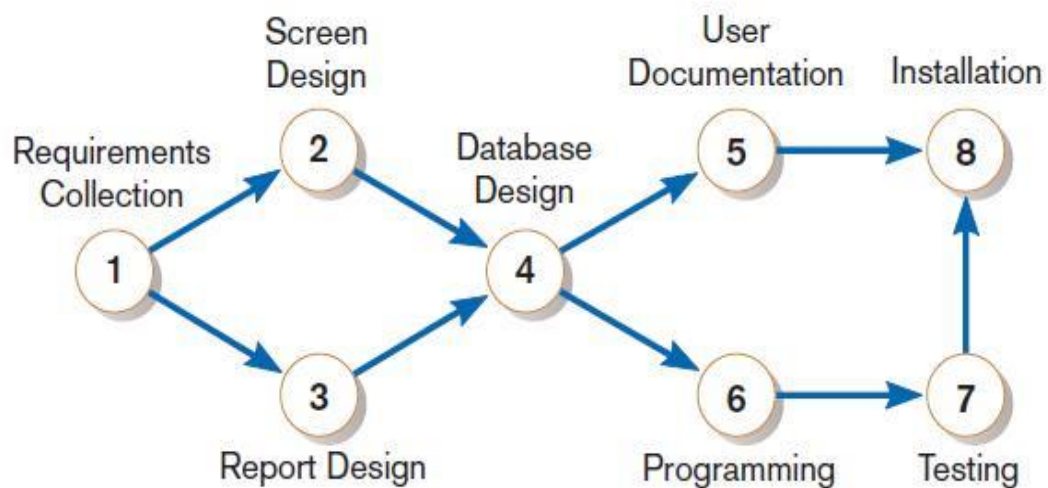 Screen
Design
User
Documentation
Installation
2
5
8
Requirements
Collection
Database
Design
1
4
3
6
7
Report Design
Programming
Testing